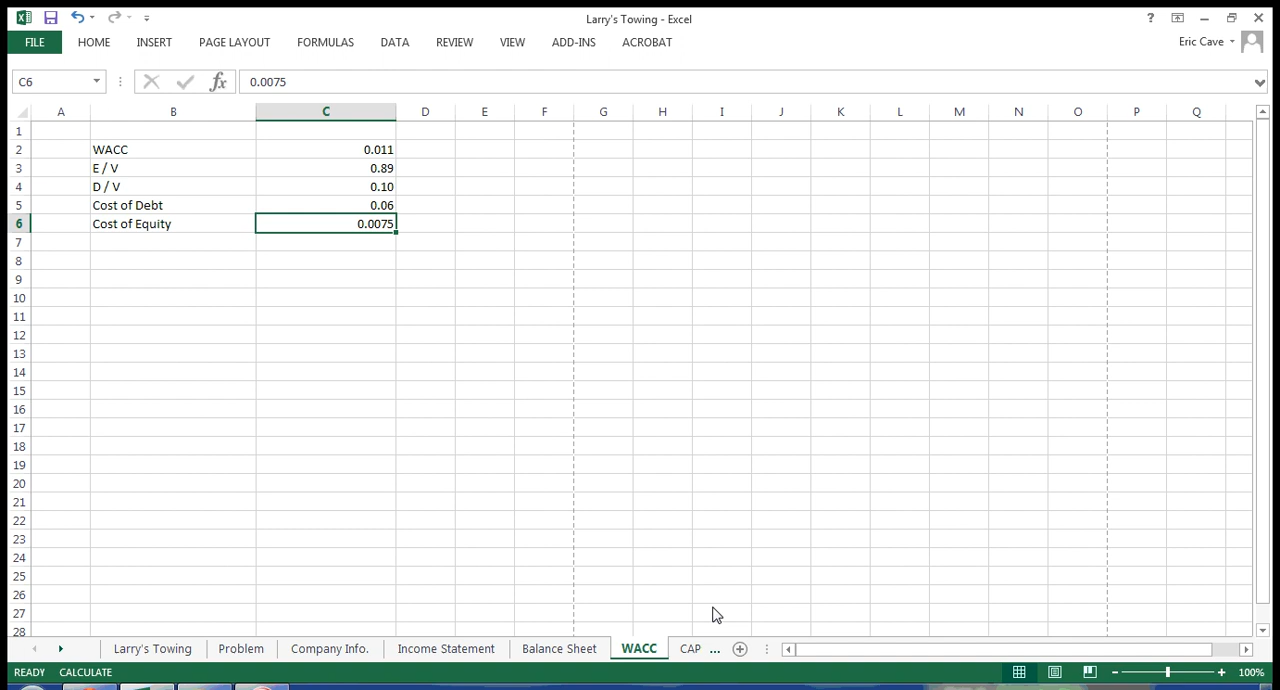 Larry's Towing - Excel
?
FILE HOME INSERT PAGE LAYOUT FORMULAS DATA REVIEW VIEW ADD-INS ACROBAT Eric Cave
C6 fx 0.0075
A B C D E F G H I J K L M N O P Q
1
2 WACC 0.011
3 E / V 0.89
4 D / V 0.10
5 Cost of Debt 0.06
6 Cost of Equity 0.0075
7
8
9
10
11
12
13
14
15
16
17
18
19
20
21
22
23
24
25
26
27
28
Larry's Towing Problem Company Info. Income Statement Balance Sheet WACC CAP ...
READY CALCULATE 100%